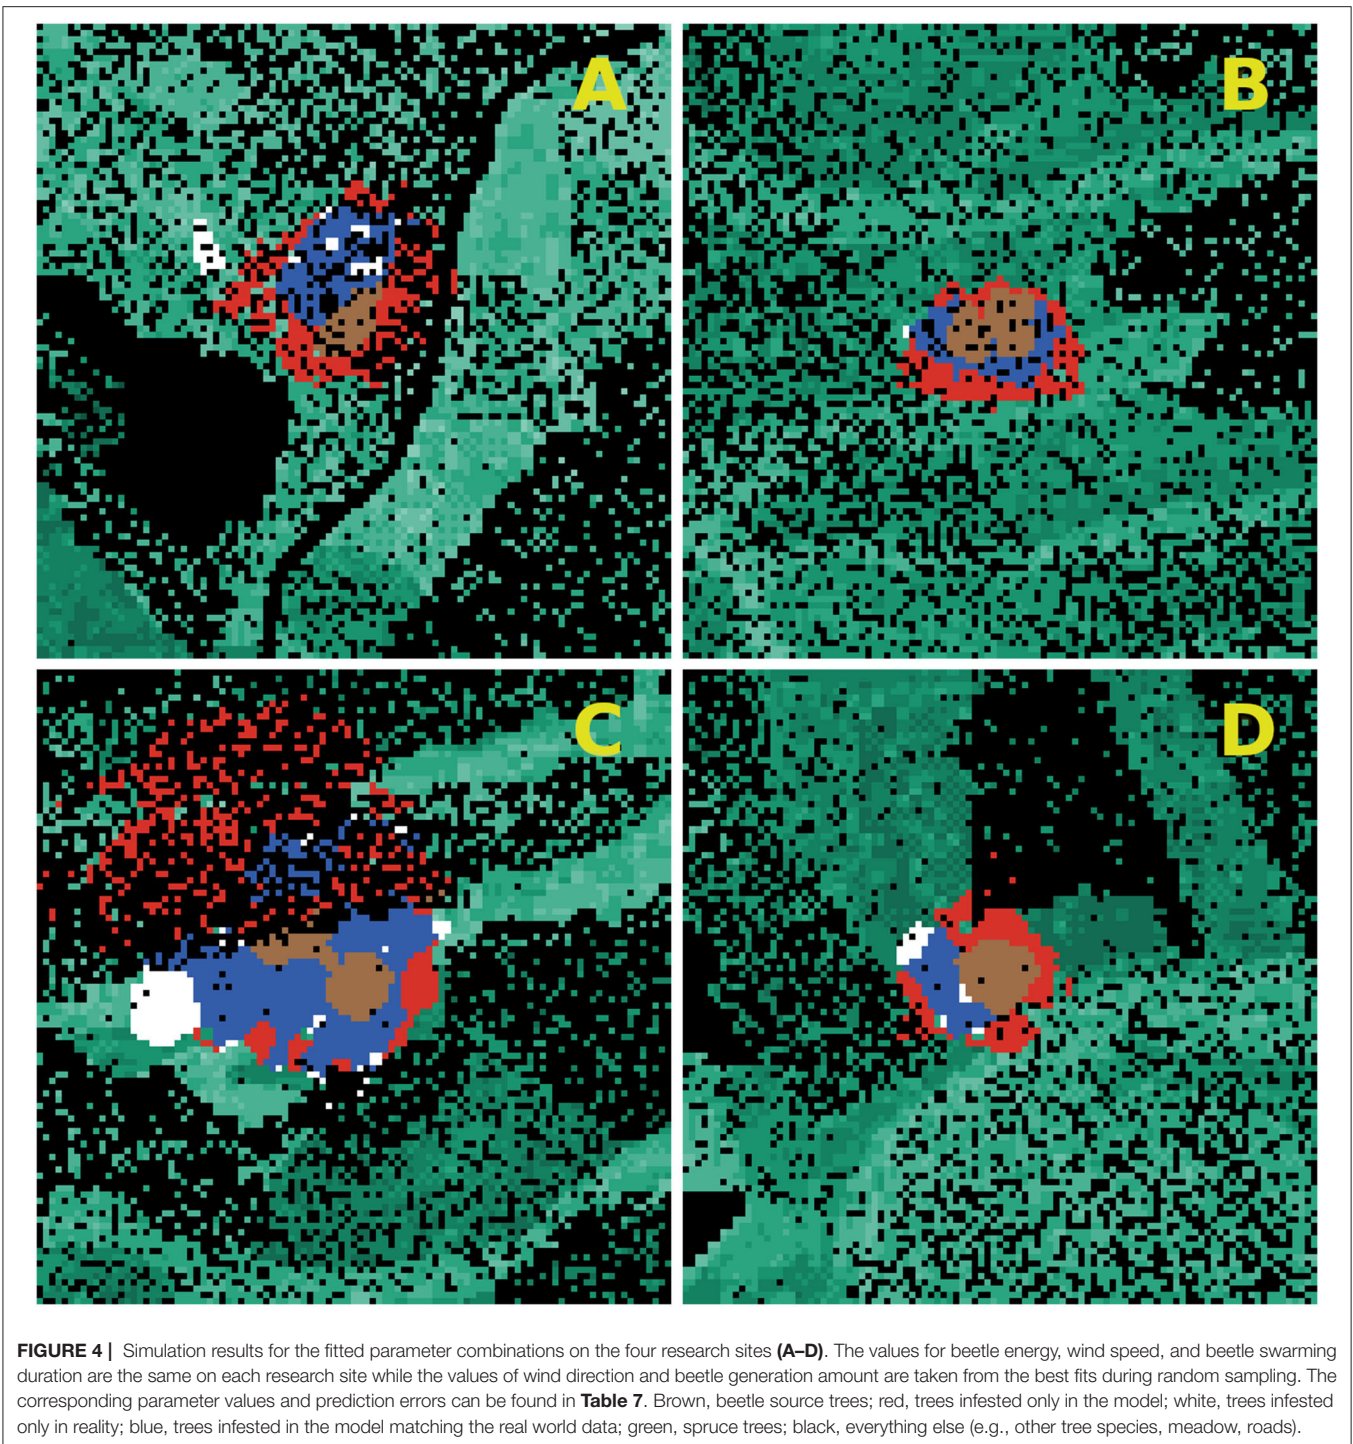 A
B
C
D
FIGURE 4 | Simulation results for the fitted parameter combinations on the four research sites (A–D). The values for beetle energy, wind speed, and beetle swarming
duration are the same on each research site while the values of wind direction and beetle generation amount are taken from the best fits during random sampling. The
corresponding parameter values and prediction errors can be found in Table 7. Brown, beetle source trees; red, trees infested only in the model; white, trees infested
only in reality; blue, trees infested in the model matching the real world data; green, spruce trees; black, everything else (e.g., other tree species, meadow, roads).